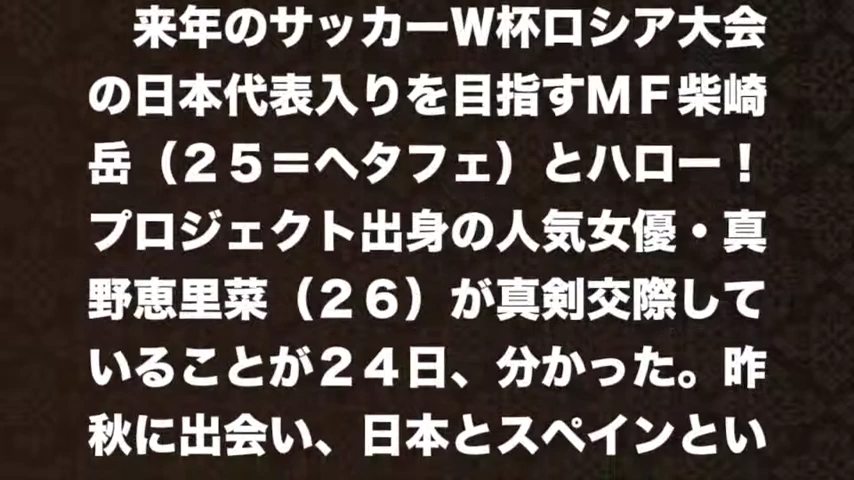 来年のサッカーW杯ロシア大会
の日本代表入りを目指すＭＦ柴崎
岳（２５＝ヘタフェ）とハロー！
プロジェクト出身の人気女優・真
野恵里菜（２６）が真剣交際して
いることが２４日、分かった。昨
秋に出会い、日本とスペインとい